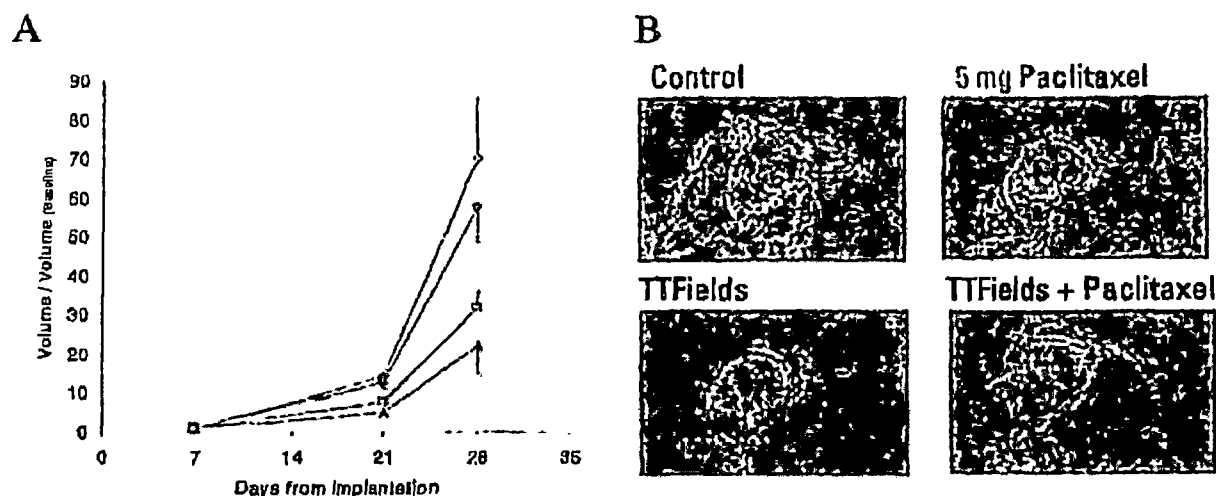 A
90
80
70
60
50
40
30
20
10
0
Volume / Volume (Baseline)
0 7 14 21 28 35
Days from Implantation
B
Control
5 mg Paclitaxel
TTFields
TTFields + Paclitaxel